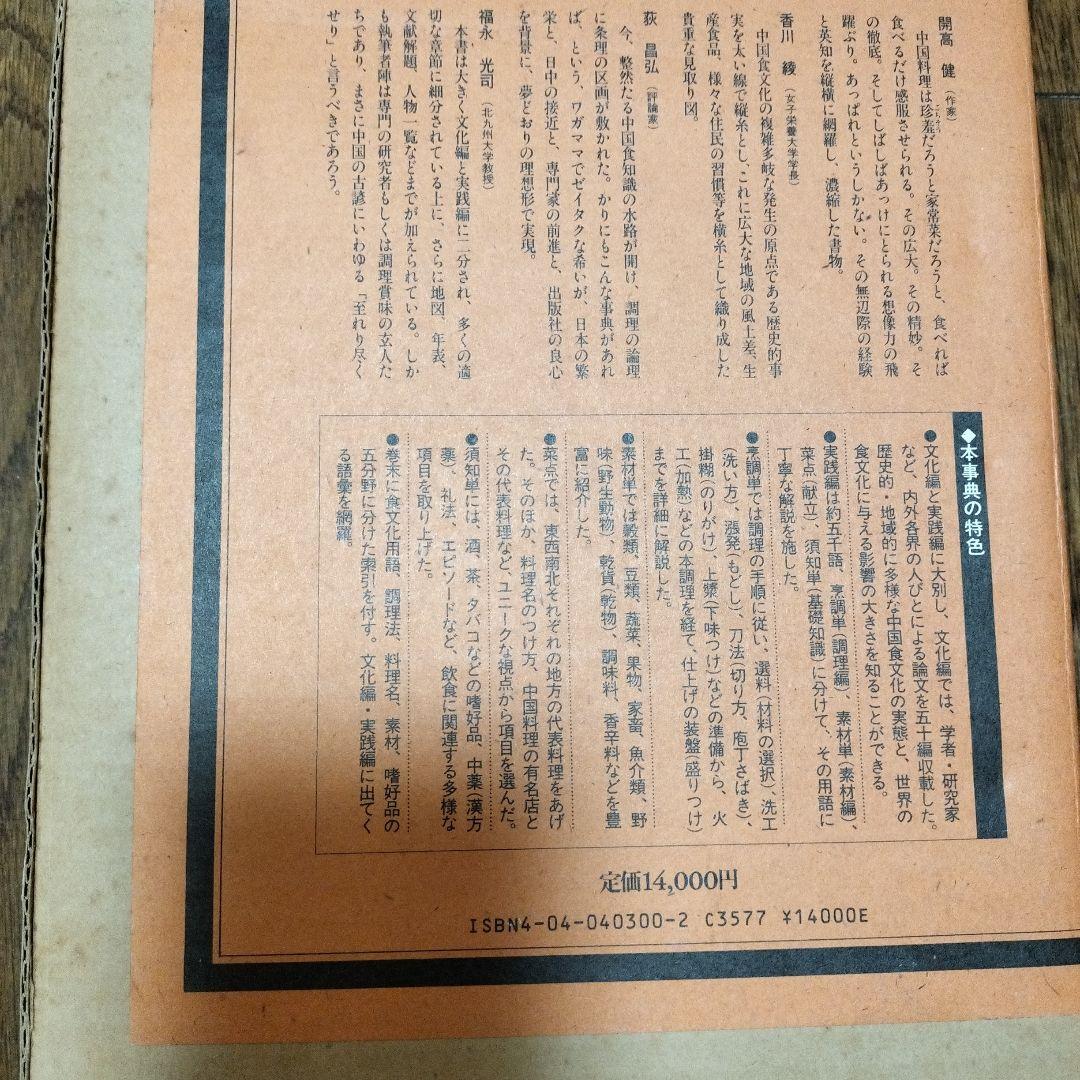 開高 健(作家)
中国料理は珍羞だろうと家常菜だろうと、食べれば
食べるだけ感服させられる。その広大。その精妙。そ
の徹底。そしてしばしばあっけにとられる想像力の飛
躍ぶり。あっぱれというしかない。その無辺際の経験
と英知を縦横に網羅し、濃縮した書物。
香川 綾(女子栄養大学学長)
中国食文化の複雑多岐な発生の原点である歴史的事
実を太い線で縦糸とし、これに広大な地域の風土差、生
産食品、様々な住民の習慣等を横糸として織り成した
貴重な見取り図。
荻 昌弘(評論家)
今、整然たる中国食知識の水路が開け、調理の論理
に条理の区画が敷かれた。かりにもこんな事典があれ
ば、という、ワガママでゼイタクな希いが、日本の繁
栄と、日中の接近と、専門家の前進と、出版社の良心
を背景に、夢どおりの理想形で実現。
福永 光司(北九州大学教授)
本書は大きく文化編と実践編に二分され、多くの適
切な章節に細分されている上に、さらに地図、年表、
文献解題、人物一覧などまでが加えられている。しか
も執筆者陣は専門の研究者もしくは調理賞味の玄人た
ちであり、まさに中国の古諺にいわゆる「至れり尽く
せり」と言うべきであろう。
◆本事典の特色
●文化編と実践編に大別し、文化編では、学者・研究家
など、内外各界の人びとによる論文を五十編収載した。
歴史的・地域的に多様な中国食文化の実態と、世界の
食文化に与える影響の大きさを知ることができる。
●実践編は約五千語、烹調単(調理編)、素材単(素材編)、
菜点(献立)、須知単(基礎知識)に分けて、その用語に
丁寧な解説を施した。
●烹調単では調理の手順に従い、選料(材料の選択)、洗工
(洗い方)、漲発(もどし)、刀法(切り方、庖丁さばき)、
掛糊(のりがけ)、上漿(下味つけ)などの準備から、火
工(加熱)などの本調理を経て、仕上げの装盤(盛りつけ)
までを詳細に解説した。
●素材単では穀類、豆類、蔬菜、果物、家畜、魚介類、野
味(野生動物)、乾貨(乾物)、調味料、香辛料などを豊
富に紹介した。
●菜点では、東西南北それぞれの地方の代表料理をあげ
た。そのほか、料理名のつけ方、中国料理の有名店と
その代表料理など、ユニークな視点から項目を選んだ。
●須知単には、酒、茶、タバコなどの嗜好品、中薬(漢方
薬)、礼法、エピソードなど、飲食に関連する多様な
項目を取り上げた。
●巻末に食文化用語、調理法、料理名、素材、嗜好品の
五分野に分けた索引を付す。文化編・実践編に出てく
る語彙を網羅。
定価14,000円
ISBN4-04-040300-2 C3577 ¥14000E